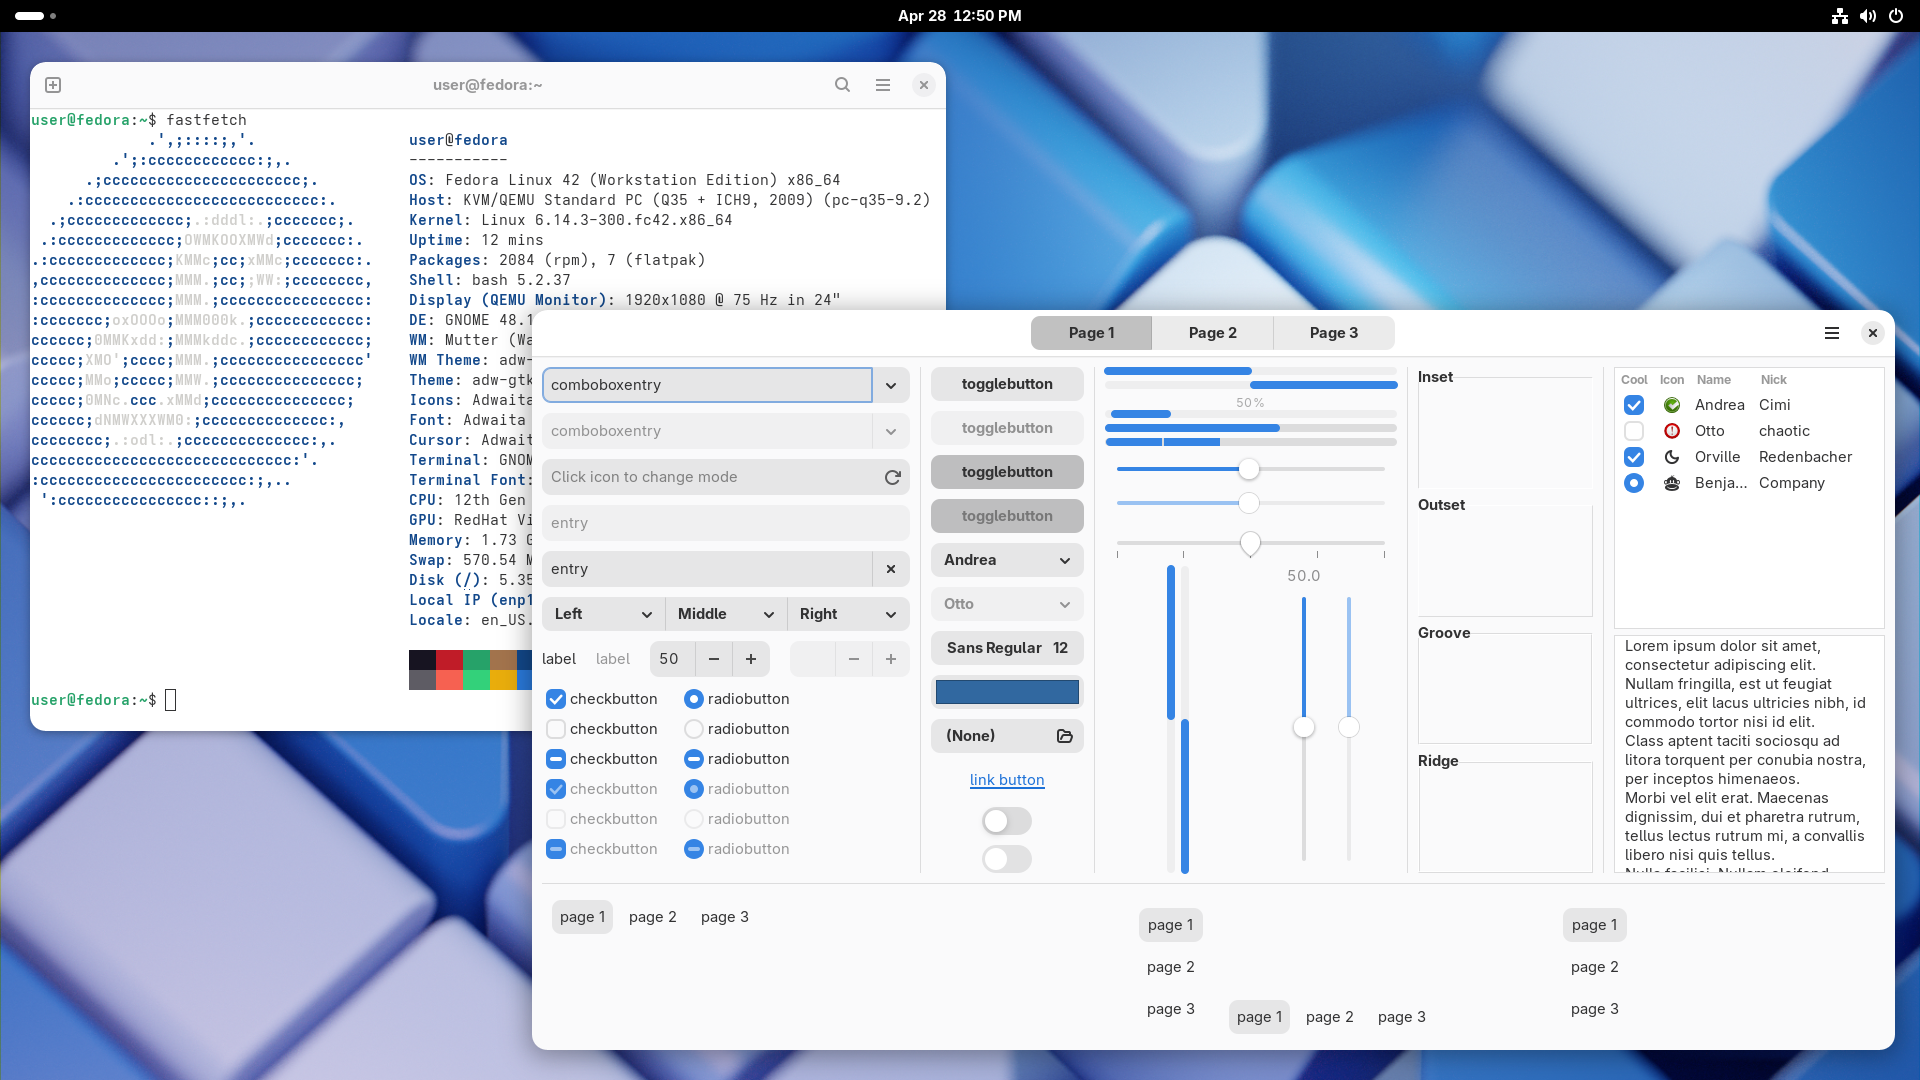 Apr 28 12:50 PM
user@fedora:~
user@fedora:~$ fastfetch
.',;::::;,'.
.';:cccccccccccc:;,.
.;cccccccccccccccccccccc;.
.:cccccccccccccccccccccccccc:.
.;ccccccccccccc;.:dddl:.;ccccccc;.
.:ccccccccccccc;OWMKOOXMWd;ccccccc:.
.:ccccccccccccc;KMMc;cc;xMMc;ccccccc:.
,cccccccccccccc;MMM.;cc;;WW:;cccccccc,
:cccccccccccccc;MMM.;cccccccccccccccc:
:ccccccc;oxOOOo;MMM000k.;cccccccccccc:
cccccc;0MMKxdd:;MMMkddc.;cccccccccccc;
ccccc;XMO';cccc;MMM.;cccccccccccccccc'
ccccc;MMo;ccccc;MMW.;ccccccccccccccc;
ccccc;0MNc.ccc.xMMd;ccccccccccccccc;
cccccc;dNMWXXXWM0:;cccccccccccccc:,
cccccccc;.:odl:.;cccccccccccccc:,.
ccccccccccccccccccccccccccccc:'.
:ccccccccccccccccccccccc:;,..
':cccccccccccccccc::;,.
user@fedora
-----------
OS: Fedora Linux 42 (Workstation Edition) x86_64
Host: KVM/QEMU Standard PC (Q35 + ICH9, 2009) (pc-q35-9.2)
Kernel: Linux 6.14.3-300.fc42.x86_64
Uptime: 12 mins
Packages: 2084 (rpm), 7 (flatpak)
Shell: bash 5.2.37
Display (QEMU Monitor): 1920x1080 @ 75 Hz in 24"
DE: GNOME 48.1
WM: Mutter (Wa
WM Theme: adw-
Theme: adw-gtk
Icons: Adwaita
Font: Adwaita
Cursor: Adwait
Terminal: GNOM
Terminal Font:
CPU: 12th Gen
GPU: RedHat Vi
Memory: 1.73 G
Swap: 570.54 M
Disk (/): 5.35
Local IP (enp1
Locale: en_US.
user@fedora:~$
Page 1 Page 2 Page 3
comboboxentry
comboboxentry
Click icon to change mode
entry
entry
Left Middle Right
label label 50
checkbutton radiobutton
checkbutton radiobutton
checkbutton radiobutton
checkbutton radiobutton
checkbutton radiobutton
checkbutton radiobutton
togglebutton
togglebutton
togglebutton
togglebutton
Andrea
Otto
Sans Regular 12
(None)
link button
50%
50.0
Inset
Outset
Groove
Ridge
Cool Icon Name Nick
Andrea Cimi
Otto chaotic
Orville Redenbacher
Benja... Company
Lorem ipsum dolor sit amet,
consectetur adipiscing elit.
Nullam fringilla, est ut feugiat
ultrices, elit lacus ultricies nibh, id
commodo tortor nisi id elit.
Class aptent taciti sociosqu ad
litora torquent per conubia nostra,
per inceptos himenaeos.
Morbi vel elit erat. Maecenas
dignissim, dui et pharetra rutrum,
tellus lectus rutrum mi, a convallis
libero nisi quis tellus.
page 1 page 2 page 3
page 1
page 2
page 3
page 1 page 2 page 3
page 1
page 2
page 3